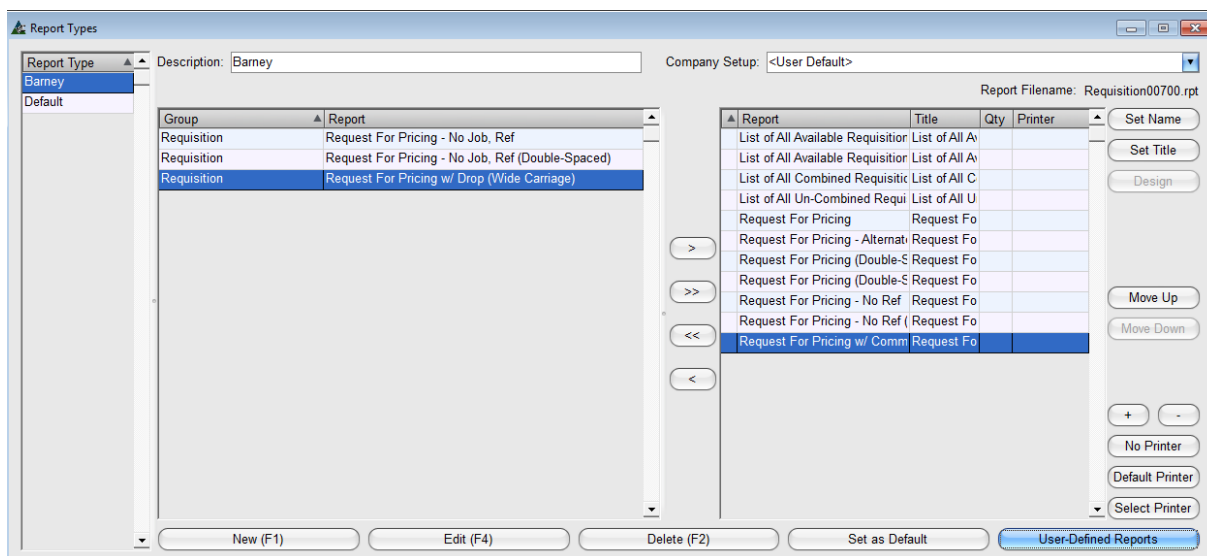 Report Types
Report Type
Barney
Default
Description: Barney
Company Setup: <User Default>
Report Filename: Requisition00700.rpt
Group Report
Requisition Request For Pricing - No Job, Ref
Requisition Request For Pricing - No Job, Ref (Double-Spaced)
Requisition Request For Pricing w/ Drop (Wide Carriage)
>
>>
<<
<
Report Title Qty Printer
List of All Available Requisition List of All Av
List of All Available Requisition List of All Av
List of All Combined Requisitic List of All C
List of All Un-Combined Requi List of All U
Request For Pricing Request Fo
Request For Pricing - Alternat Request Fo
Request For Pricing (Double-S Request Fo
Request For Pricing (Double-S Request Fo
Request For Pricing - No Ref Request Fo
Request For Pricing - No Ref ( Request Fo
Request For Pricing w/ Comm Request Fo
Set Name
Set Title
Design
Move Up
Move Down
+ -
No Printer
Default Printer
Select Printer
New (F1) Edit (F4) Delete (F2) Set as Default User-Defined Reports